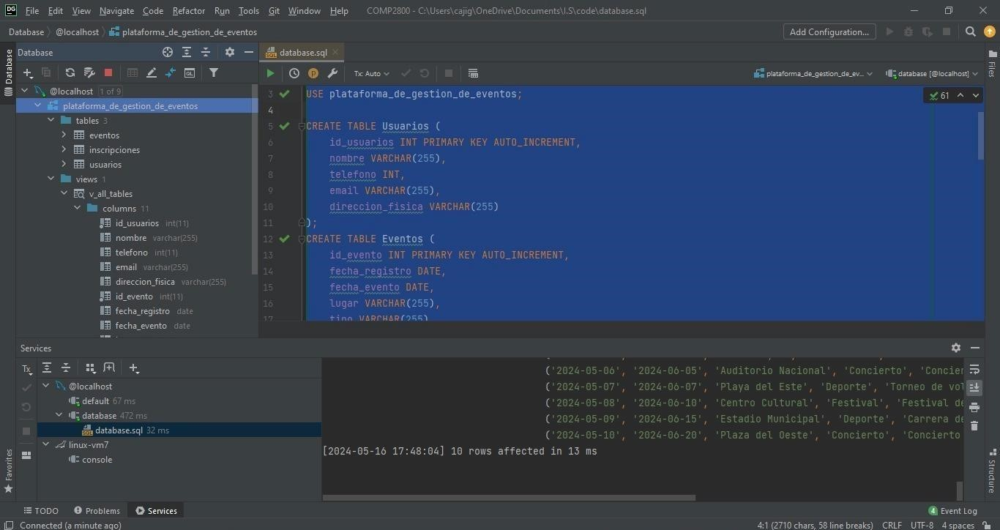 DG File Edit View Navigate Code Refactor Run Tools Git Window Help COMP2800 - C:\Users\cajig\OneDrive\Documents\I.S\code\database.sql
Database @localhost plataforma_de_gestion_de_eventos Add Configuration...
Database
Database
Files
database.sql
Tx: Auto
plataforma_de_gestion_de_ev...
database [@localhost]
@localhost 1 of 9
plataforma_de_gestion_de_eventos
tables 3
eventos
inscripciones
usuarios
views 1
v_all_tables
columns 11
id_usuarios int(11)
nombre varchar(255)
telefono int(11)
email varchar(255)
direccion_fisica varchar(255)
id_evento int(11)
fecha_registro date
fecha_evento date
61
3 USE plataforma_de_gestion_de_eventos;
4
5 CREATE TABLE Usuarios (
6 id_usuarios INT PRIMARY KEY AUTO_INCREMENT,
7 nombre VARCHAR(255),
8 telefono INT,
9 email VARCHAR(255),
10 direccion_fisica VARCHAR(255)
11 );
12 CREATE TABLE Eventos (
13 id_evento INT PRIMARY KEY AUTO_INCREMENT,
14 fecha_registro DATE,
15 fecha_evento DATE,
16 lugar VARCHAR(255),
17 tipo VARCHAR(255)
Services
Tx
@localhost
default 67 ms
database 472 ms
database.sql 32 ms
linux-vm7
console
('2024-05-06', '2024-06-05', 'Auditorio Nacional', 'Concierto', 'Concier
('2024-05-07', '2024-06-07', 'Playa del Este', 'Deporte', 'Torneo de vol
('2024-05-08', '2024-06-10', 'Centro Cultural', 'Festival', 'Festival de
('2024-05-09', '2024-06-15', 'Estadio Municipal', 'Deporte', 'Carrera de
('2024-05-10', '2024-06-20', 'Plaza del Oeste', 'Concierto', 'Concierto
[2024-05-16 17:48:04] 10 rows affected in 13 ms
Favorites
Structure
TODO Problems Services 4 Event Log
Connected (a minute ago) 4:1 (2710 chars, 58 line breaks) CRLF UTF-8 4 spaces